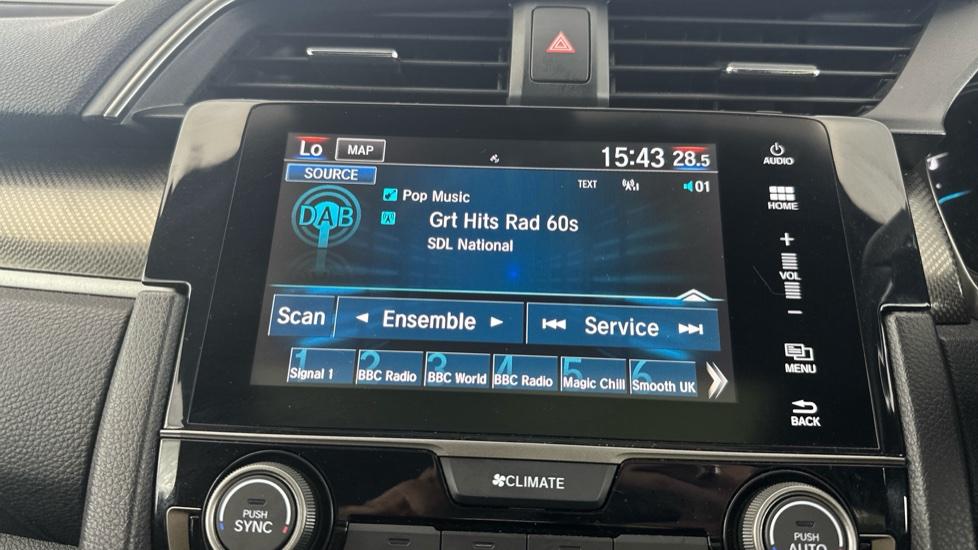 Lo MAP 15:43 28.5
SOURCE TEXT 01
DAB Pop Music
Grt Hits Rad 60s
SDL National
Scan Ensemble Service
1 2 3 4 5 6
Signal 1 BBC Radio BBC World BBC Radio Magic Chill Smooth UK
AUDIO
HOME
+
VOL
−
MENU
BACK
CLIMATE
PUSH
SYNC
PUSH
AUTO